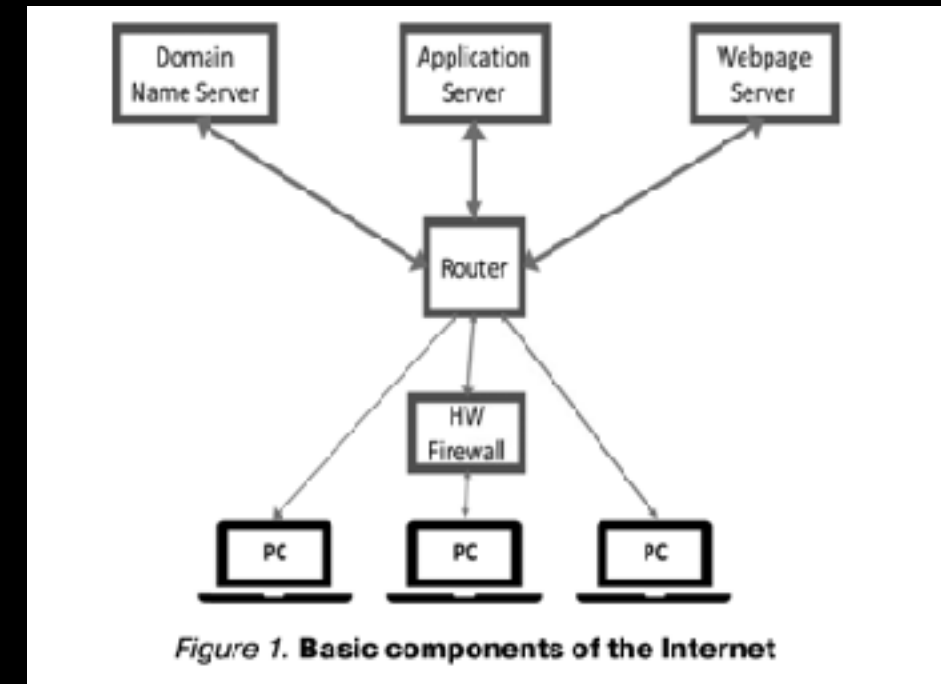 Domain
Name Server
Application
Server
Webpage
Server
Router
HW
Firewall
PC
PC
PC
Figure 1. Basic components of the Internet